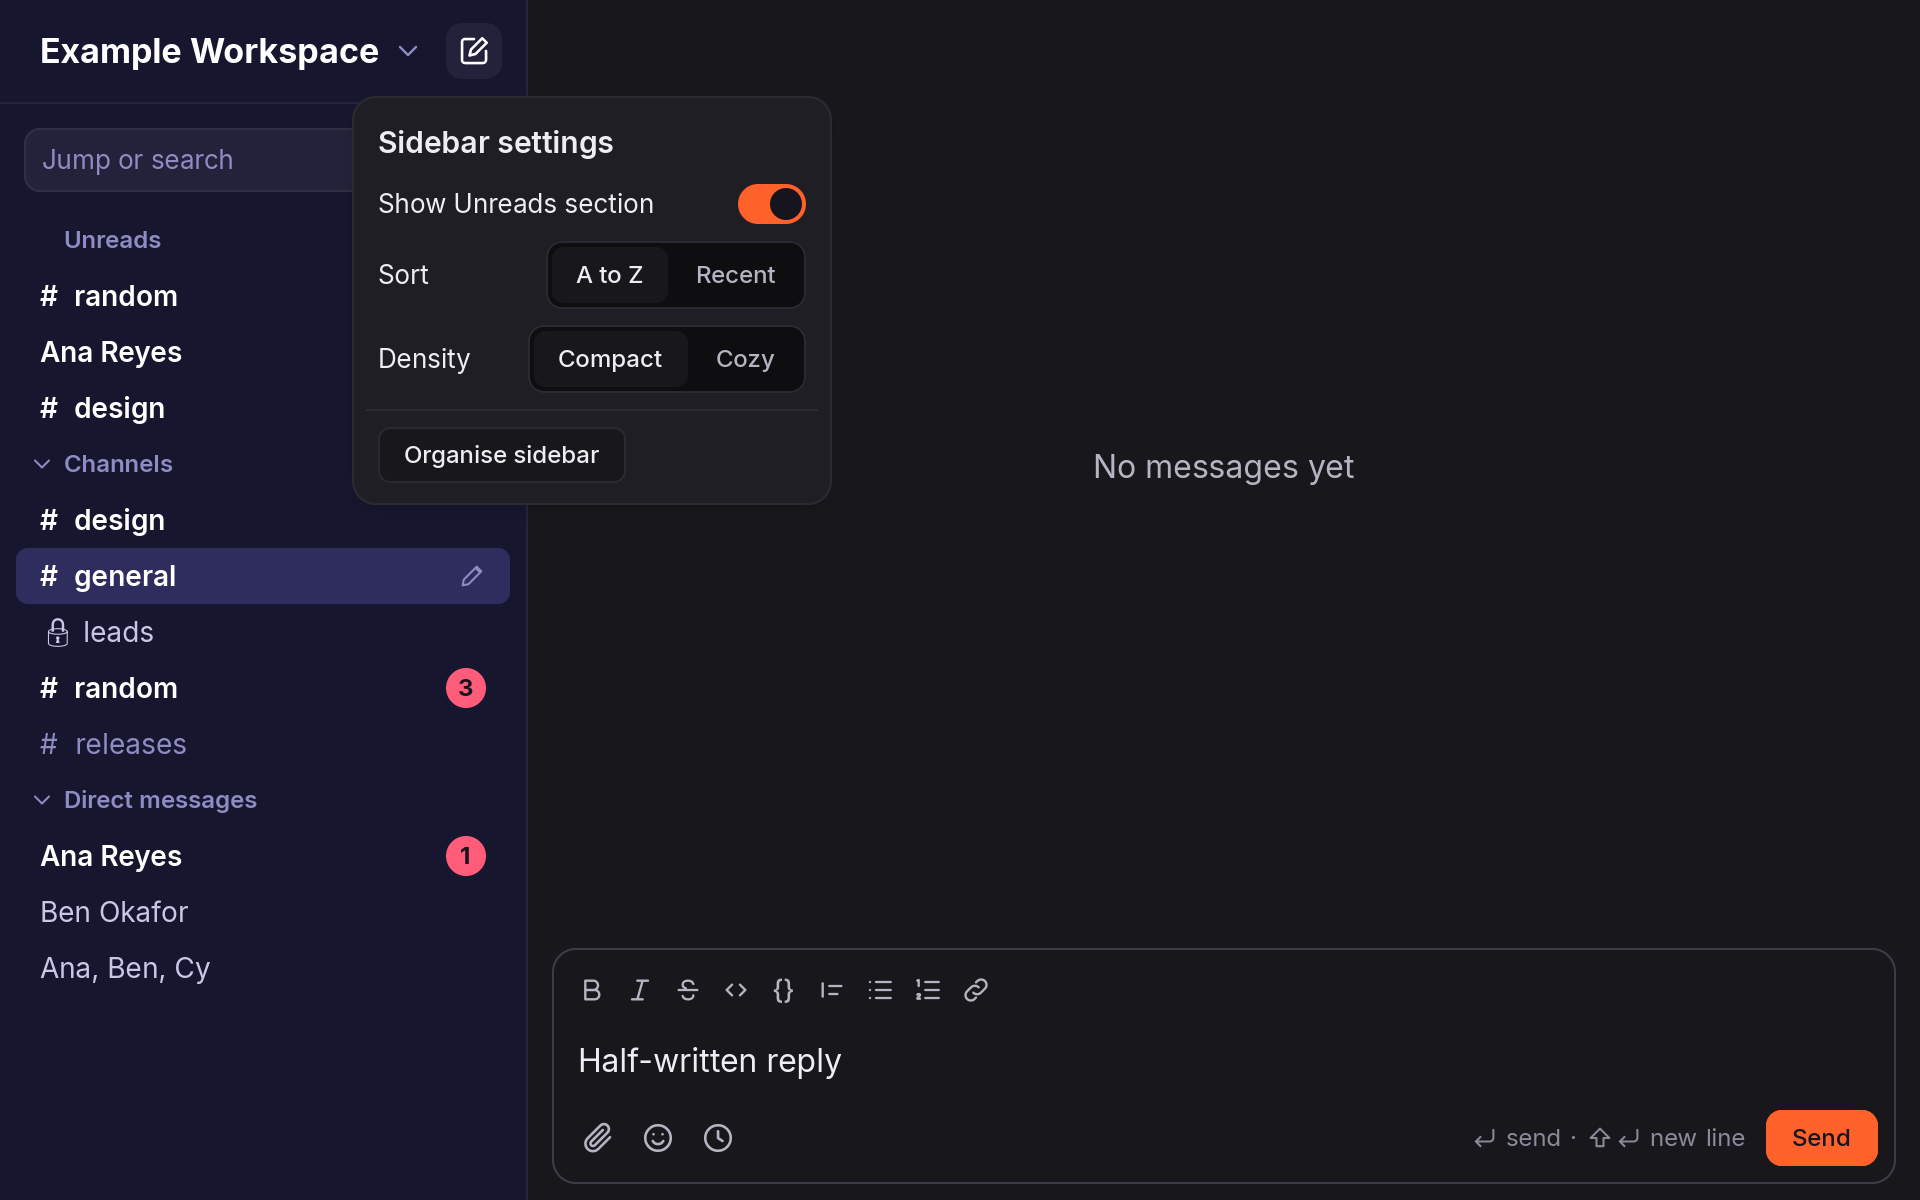 Example Workspace
Jump or search
Unreads
# random
Ana Reyes
# design
Channels
# design
# general
leads
# random 3
# releases
Direct messages
Ana Reyes 1
Ben Okafor
Ana, Ben, Cy
Sidebar settings
Show Unreads section
Sort A to Z Recent
Density Compact Cozy
Organise sidebar
No messages yet
Half-written reply
send · new line Send